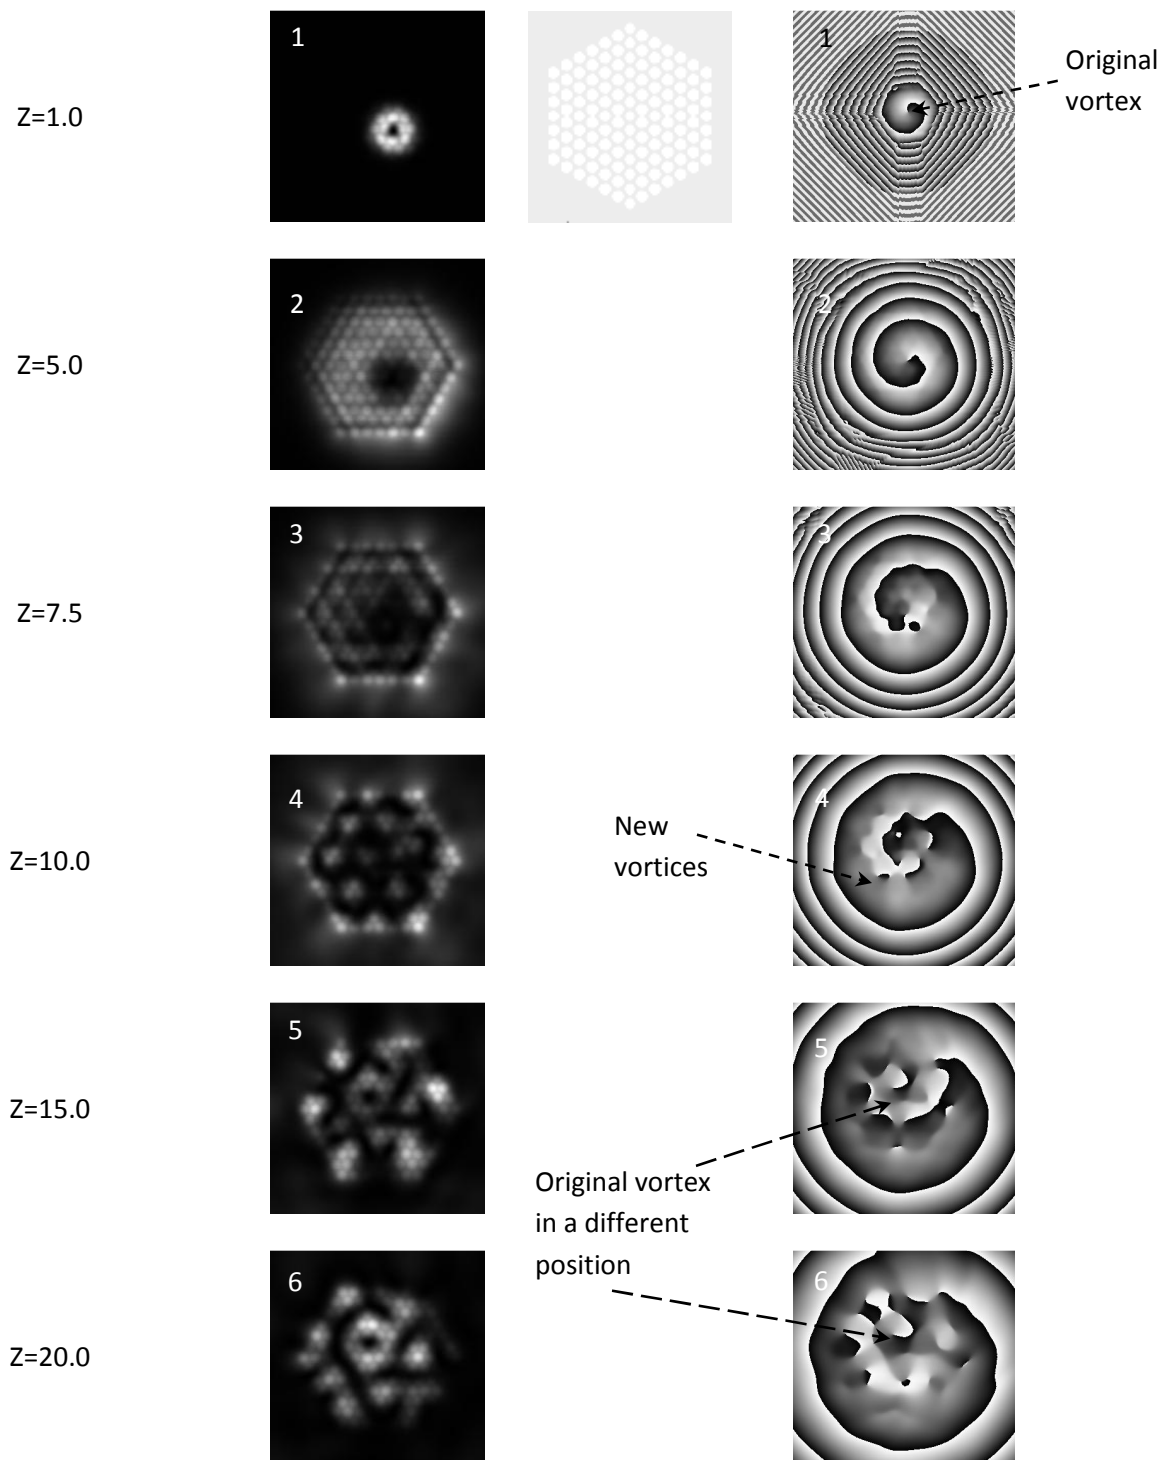 1
1
Original
vortex
Z=1.0
2
2
Z=5.0
3
3
Z=7.5
4
4
New
vortices
Z=10.0
5
5
Z=15.0
Original vortex
in a different
position
6
6
Z=20.0